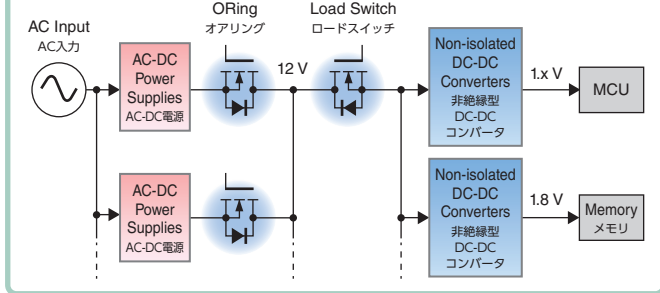 AC Input
AC入力
ORing
オアリング
Load Switch
ロードスイッチ
AC-DC
Power
Supplies
AC-DC電源
12 V
Non-isolated
DC-DC
Converters
非絶縁型
DC-DC
コンバータ
1.x V
MCU
AC-DC
Power
Supplies
AC-DC電源
Non-isolated
DC-DC
Converters
非絶縁型
DC-DC
コンバータ
1.8 V
Memory
メモリ